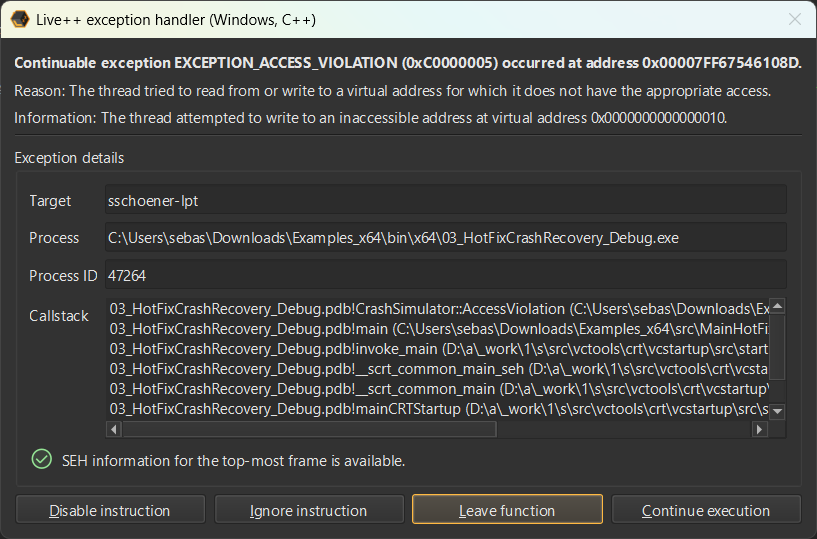 Live++ exception handler (Windows, C++)
Continuable exception EXCEPTION_ACCESS_VIOLATION (0xC0000005) occurred at address 0x00007FF67546108D.
Reason: The thread tried to read from or write to a virtual address for which it does not have the appropriate access.
Information: The thread attempted to write to an inaccessible address at virtual address 0x0000000000000010.
Exception details
Target sschoener-lpt
Process C:\Users\sebas\Downloads\Examples_x64\bin\x64\03_HotFixCrashRecovery_Debug.exe
Process ID 47264
Callstack
03_HotFixCrashRecovery_Debug.pdb!CrashSimulator::AccessViolation (C:\Users\sebas\Downloads\Ex
03_HotFixCrashRecovery_Debug.pdb!main (C:\Users\sebas\Downloads\Examples_x64\src\MainHotFi
03_HotFixCrashRecovery_Debug.pdb!invoke_main (D:\a\_work\1\s\src\vctools\crt\vcstartup\src\start
03_HotFixCrashRecovery_Debug.pdb!__scrt_common_main_seh (D:\a\_work\1\s\src\vctools\crt\vcsta
03_HotFixCrashRecovery_Debug.pdb!__scrt_common_main (D:\a\_work\1\s\src\vctools\crt\vcstartup\
03_HotFixCrashRecovery_Debug.pdb!mainCRTStartup (D:\a\_work\1\s\src\vctools\crt\vcstartup\src\s
SEH information for the top-most frame is available.
Disable instruction
Ignore instruction
Leave function
Continue execution